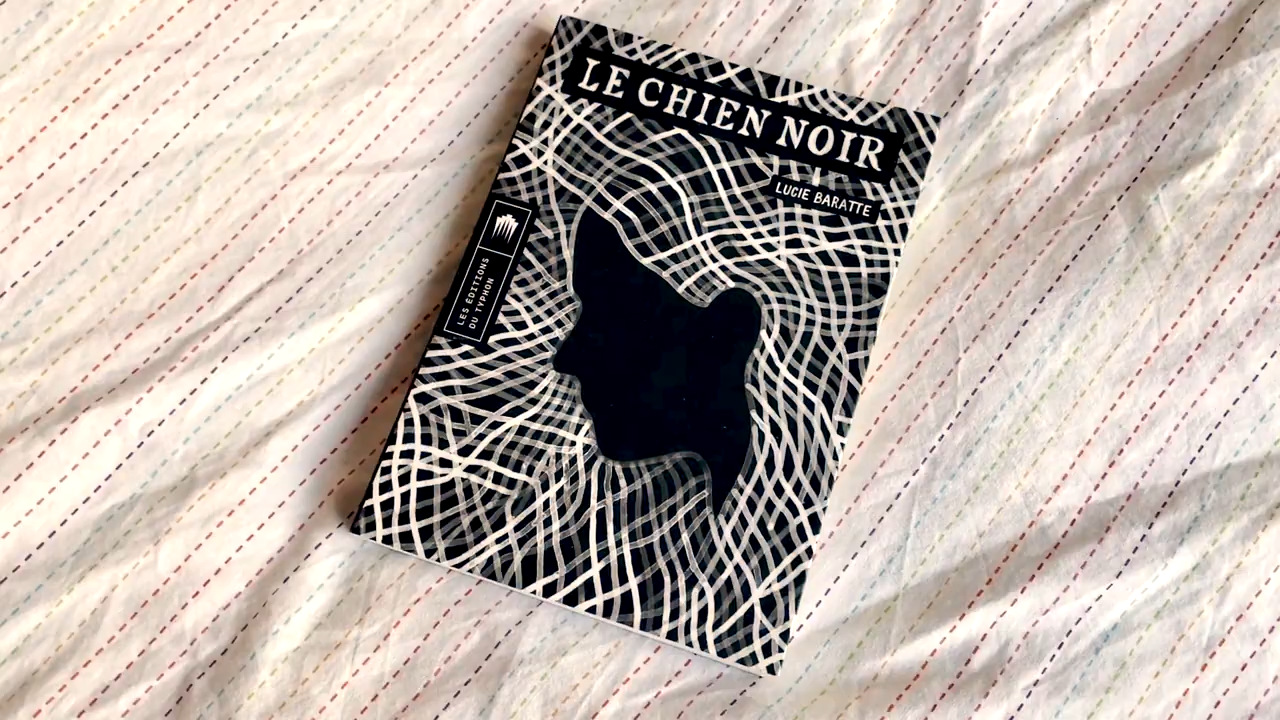 LE CHIEN NOIR
LUCIE BARATTE
LES ÉDITIONS
DU TYPHON